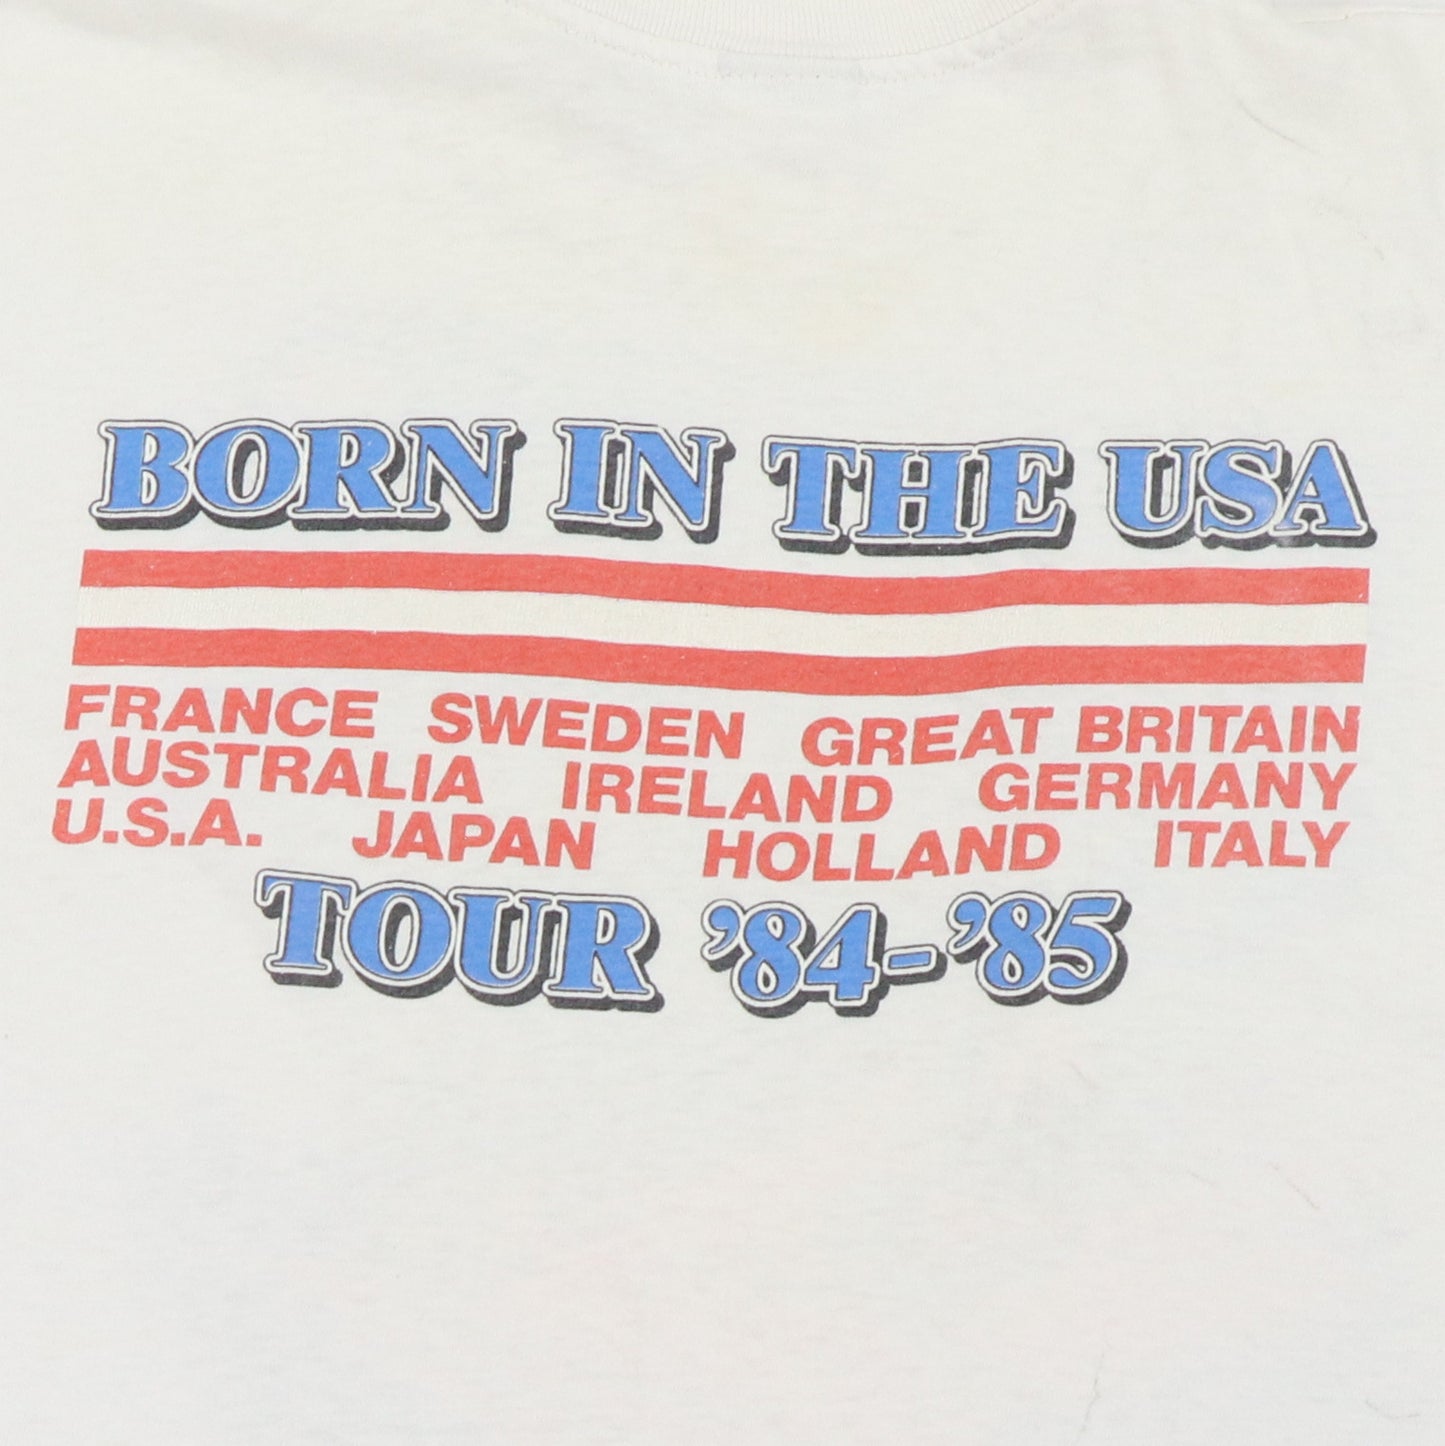 BORN IN THE USA
FRANCE SWEDEN GREAT BRITAIN
AUSTRALIA IRELAND GERMANY
U.S.A. JAPAN HOLLAND ITALY
TOUR ’84-’85